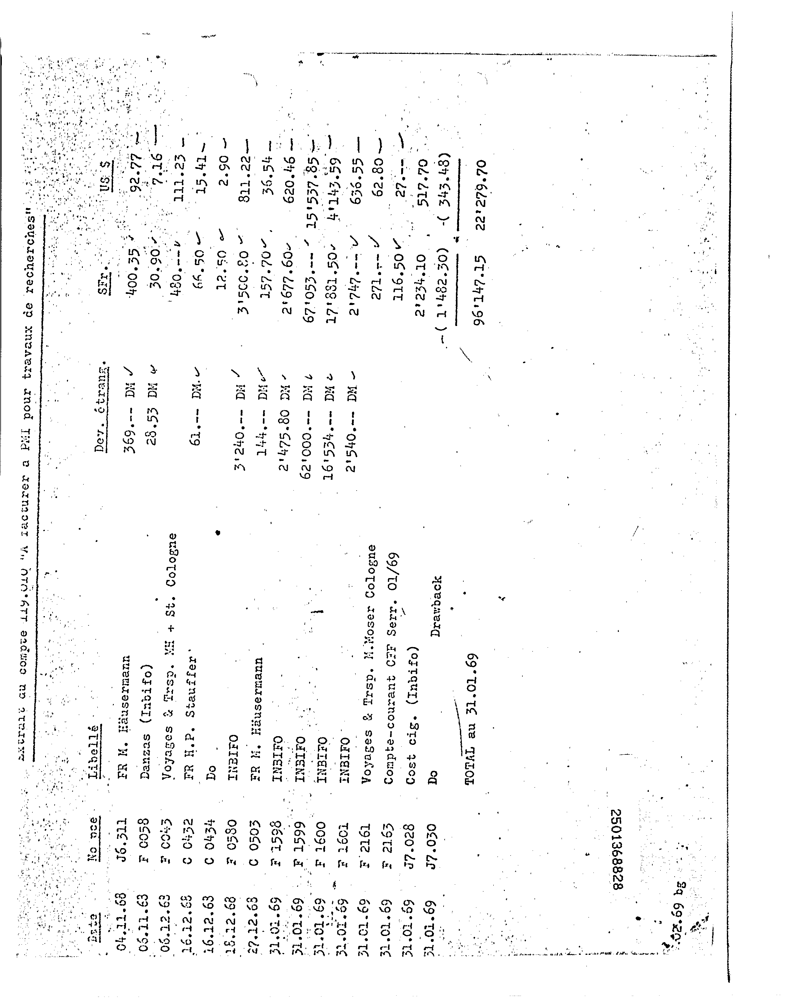 Extrait du compte 119.010 "A facturer a PMI pour travaux de recherches"
Date No pce Libellé Dev. étrang. SFr. US $
04.11.68 J6.311 FR M. Häusermann 369.-- DM 400.35 92.77
06.11.68 F 0058 Danzas (Inbifo) 28.53 DM 30.90 7.16
06.12.68 F 0043 Voyages & Trsp. XH + St. Cologne 480.-- 111.23
16.12.68 C 0432 FR H.P. Stauffer 61.-- DM 66.50 15.41
16.12.68 C 0434 Do 12.50 2.90
18.12.68 F 0580 INBIFO 3'240.-- DM 3'500.80 811.22
27.12.68 C 0503 FR M. Häusermann 144.-- DM 157.70 36.54
31.01.69 F 1598 INBIFO 2'475.80 DM 2'677.60 620.46
31.01.69 F 1599 INBIFO 62'000.-- DM 67'053.-- 15'537.85
31.01.69 F 1600 INBIFO 16'534.-- DM 17'881.50 4'143.59
31.01.69 F 1601 INBIFO 2'540.-- DM 2'747.-- 636.55
31.01.69 F 2161 Voyages & Trsp. M.Moser Cologne 271.-- 62.80
31.01.69 F 2163 Compte-courant CFF Serr. 01/69 116.50 27.--
31.01.69 J7.028 Cost cig. (Inbifo) 2'234.10 517.70
31.01.69 J7.030 Do Drawback -( 1'482.30) -( 343.48)
TOTAL au 31.01.69 96'147.15 22'279.70
2501368828
.02.69 bg